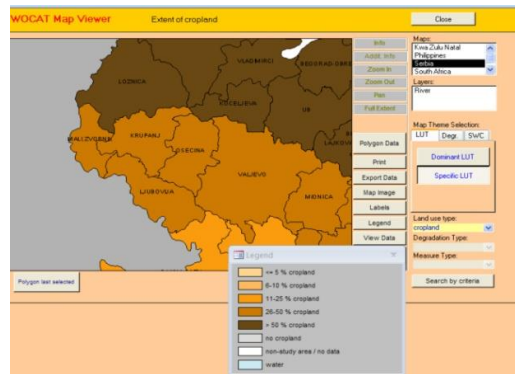 WOCAT Map Viewer
Extent of cropland
Close
Info
Addit. Info
Zoom In
Zoom Out
Pan
Full Extent
Polygon Data
Print
Export Data
Map Image
Labels
Legend
View Data
Maps:
Kwa Zulu Natal
Philippines
Serbia
South Africa
Layers:
River
Map Theme Selection:
LUT Degr. SWC
Dominant LUT
Specific LUT
Land use type:
cropland
Degradation Type:
Measure Type:
Search by criteria
LOZNICA
VLADIMIRCI
KOCELJEVA
UB
KRUPANJ
OSECINA
VALJEVO
LJUBOVIJA
MIONICA
Polygon last selected
Legend
<= 5 % cropland
6-10 % cropland
11-25 % cropland
26-50 % cropland
> 50 % cropland
no cropland
non-study area / no data
water